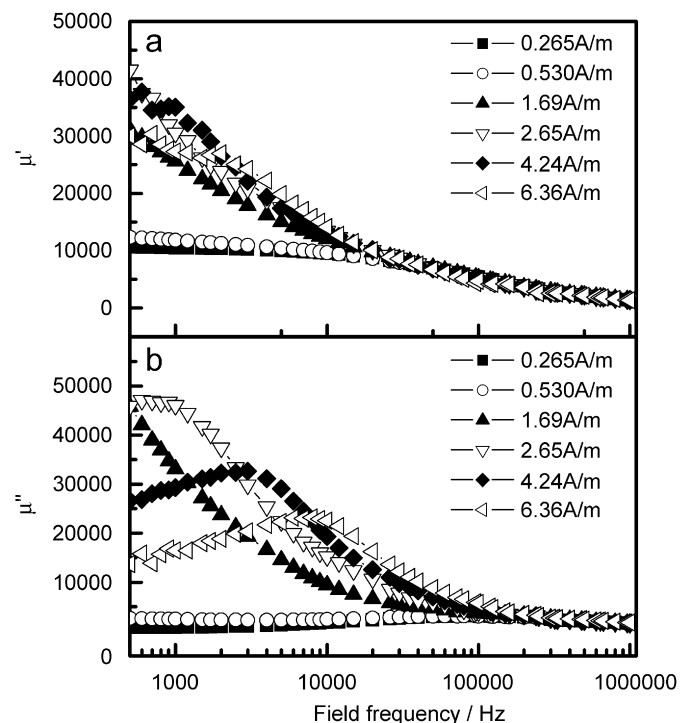 a
50000
40000
30000
20000
10000
0
μ'
0.265A/m
0.530A/m
1.69A/m
2.65A/m
4.24A/m
6.36A/m
b
50000
40000
30000
20000
10000
0
μ"
0.265A/m
0.530A/m
1.69A/m
2.65A/m
4.24A/m
6.36A/m
1000
10000
100000
1000000
Field frequency / Hz